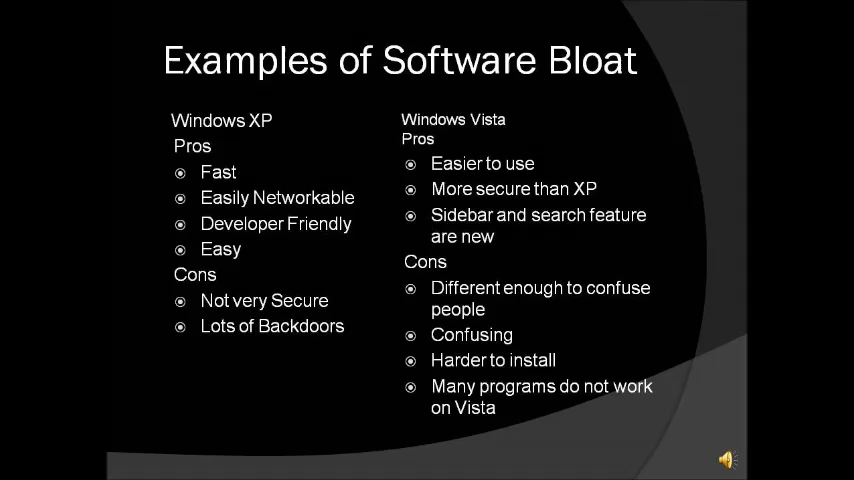 Examples of Software Bloat
Windows XP
Pros
Fast
Easily Networkable
Developer Friendly
Easy
Cons
Not very Secure
Lots of Backdoors
Windows Vista
Pros
Easier to use
More secure than XP
Sidebar and search feature
are new
Cons
Different enough to confuse
people
Confusing
Harder to install
Many programs do not work
on Vista